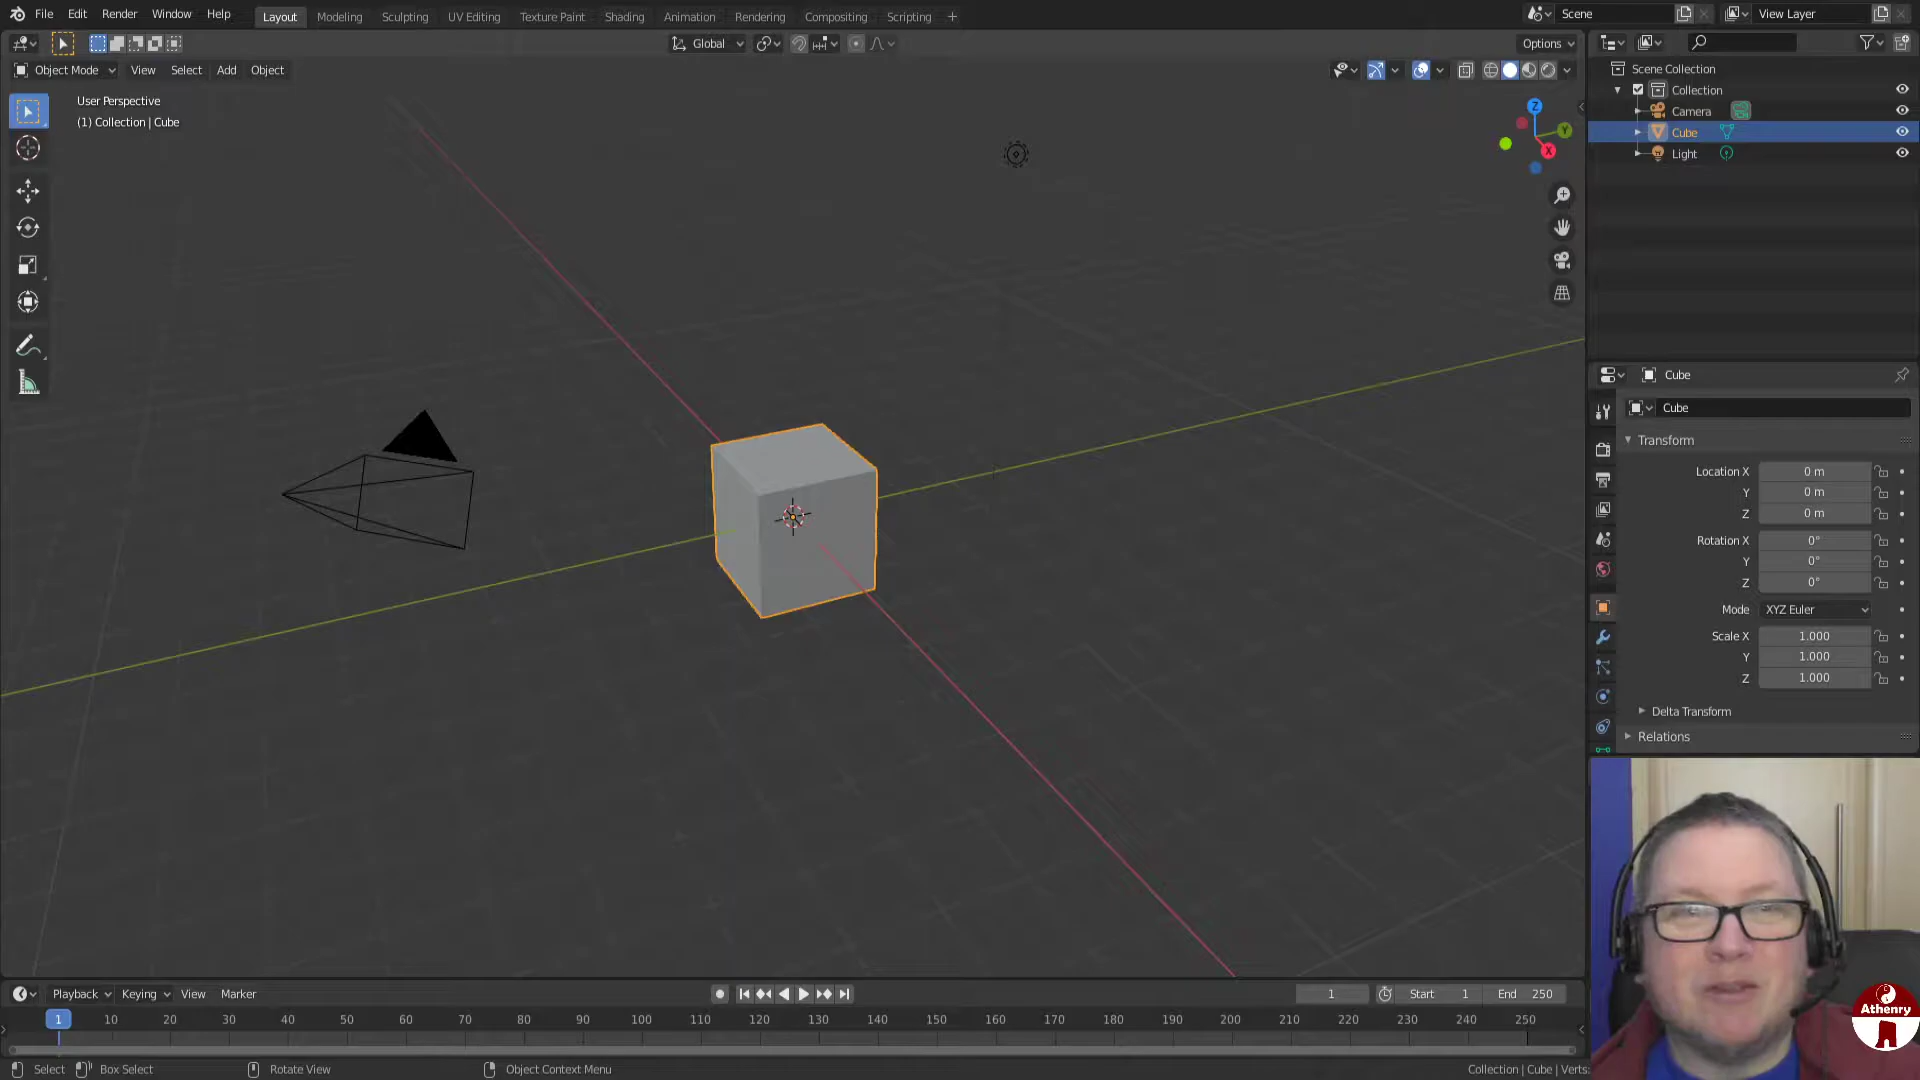 File Edit Render Window Help Layout Modeling Sculpting UV Editing Texture Paint Shading Animation Rendering Compositing Scripting Scene View Layer
Global Options
Object Mode View Select Add Object
User Perspective
(1) Collection | Cube
Z
Y
X
Scene Collection
Collection
Camera
Cube
Light
Cube
Cube
Transform
Location X 0 m
Y 0 m
Z 0 m
Rotation X 0°
Y 0°
Z 0°
Mode XYZ Euler
Scale X 1.000
Y 1.000
Z 1.000
Delta Transform
Relations
Playback Keying View Marker 1 Start 1 End 250
1 10 20 30 40 50 60 70 80 90 100 110 120 130 140 150 160 170 180 190 200 210 220 230 240 250
Select Box Select Rotate View Object Context Menu Collection | Cube | Verts:
Athenry